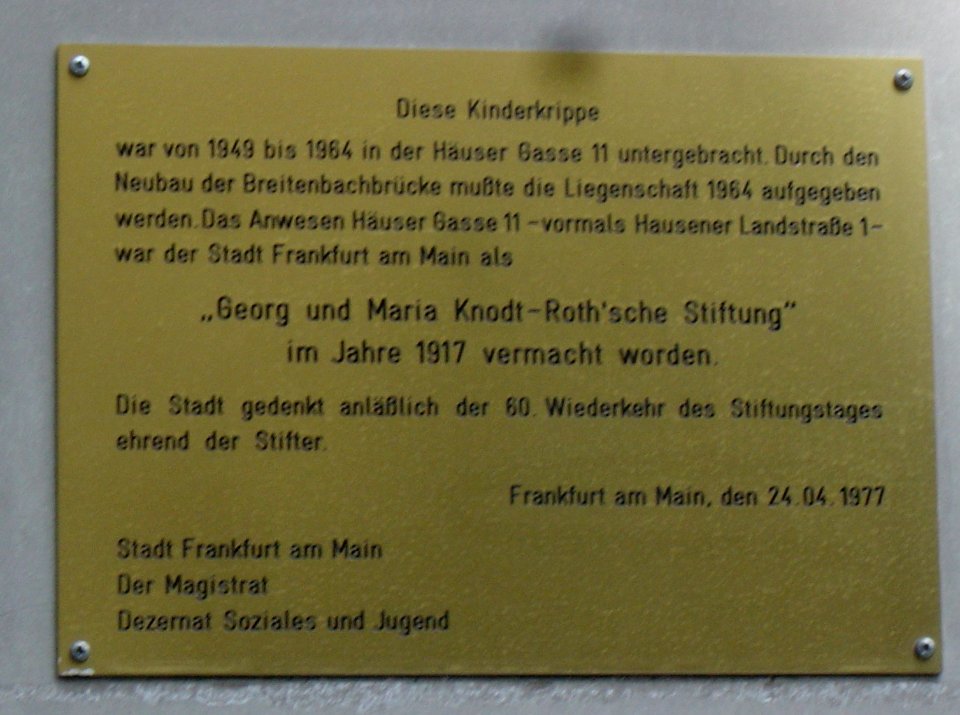 Diese Kinderkrippe
war von 1949 bis 1964 in der Häuser Gasse 11 untergebracht. Durch den
Neubau der Breitenbachbrücke mußte die Liegenschaft 1964 aufgegeben
werden. Das Anwesen Häuser Gasse 11 -vormals Hausener Landstraße 1-
war der Stadt Frankfurt am Main als
„Georg und Maria Knodt-Roth'sche Stiftung"
im Jahre 1917 vermacht worden.
Die Stadt gedenkt anläßlich der 60. Wiederkehr des Stiftungstages
ehrend der Stifter.
Frankfurt am Main, den 24.04.1977
Stadt Frankfurt am Main
Der Magistrat
Dezernat Soziales und Jugend